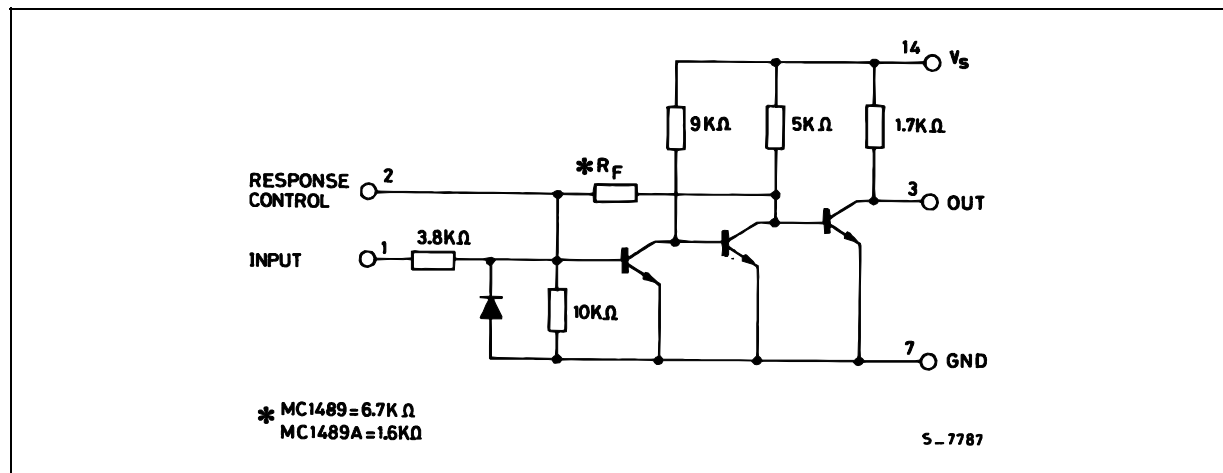 14
Vs
9KΩ
5KΩ
1.7KΩ
*RF
RESPONSE
CONTROL
2
3
OUT
3.8KΩ
INPUT
1
10KΩ
7
GND
* MC1489=6.7KΩ
MC1489A=1.6KΩ
S_7787